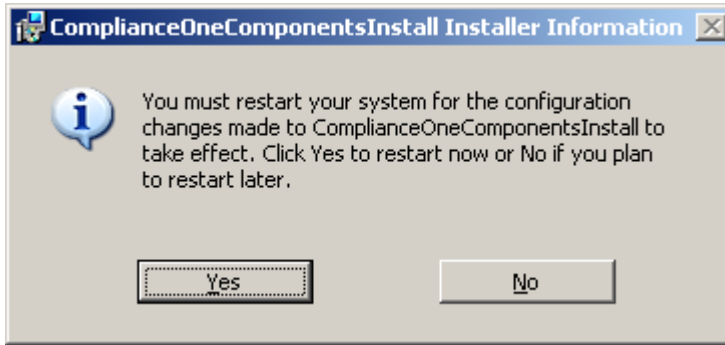 ComplianceOneComponentsInstall Installer Information
You must restart your system for the configuration
changes made to ComplianceOneComponentsInstall to
take effect. Click Yes to restart now or No if you plan
to restart later.
Yes
No